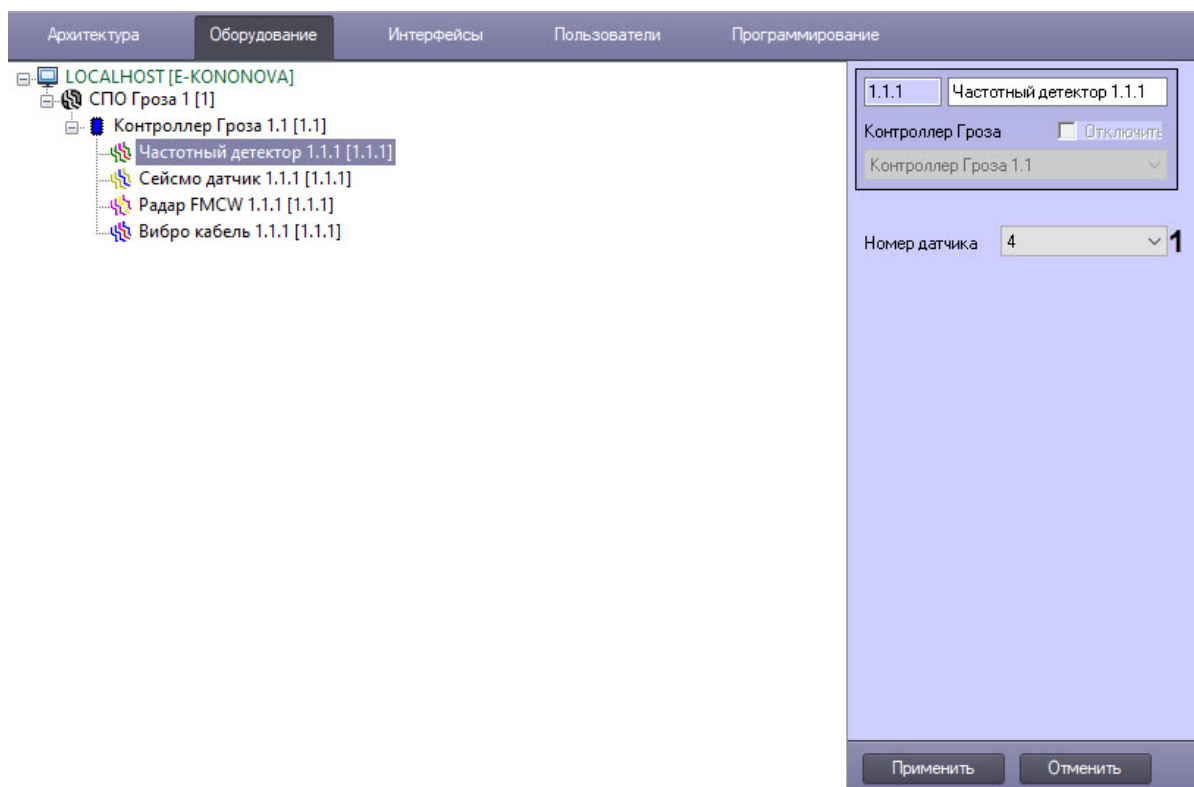 Архитектура Оборудование Интерфейсы Пользователи Программирование
LOCALHOST [E-KONONOVA]
СПО Гроза 1 [1]
Контроллер Гроза 1.1 [1.1]
Частотный детектор 1.1.1 [1.1.1]
Сейсмо датчик 1.1.1 [1.1.1]
Радар FMCW 1.1.1 [1.1.1]
Вибро кабель 1.1.1 [1.1.1]
1.1.1 Частотный детектор 1.1.1
Контроллер Гроза Отключить
Контроллер Гроза 1.1
Номер датчика 4 1
Применить Отменить